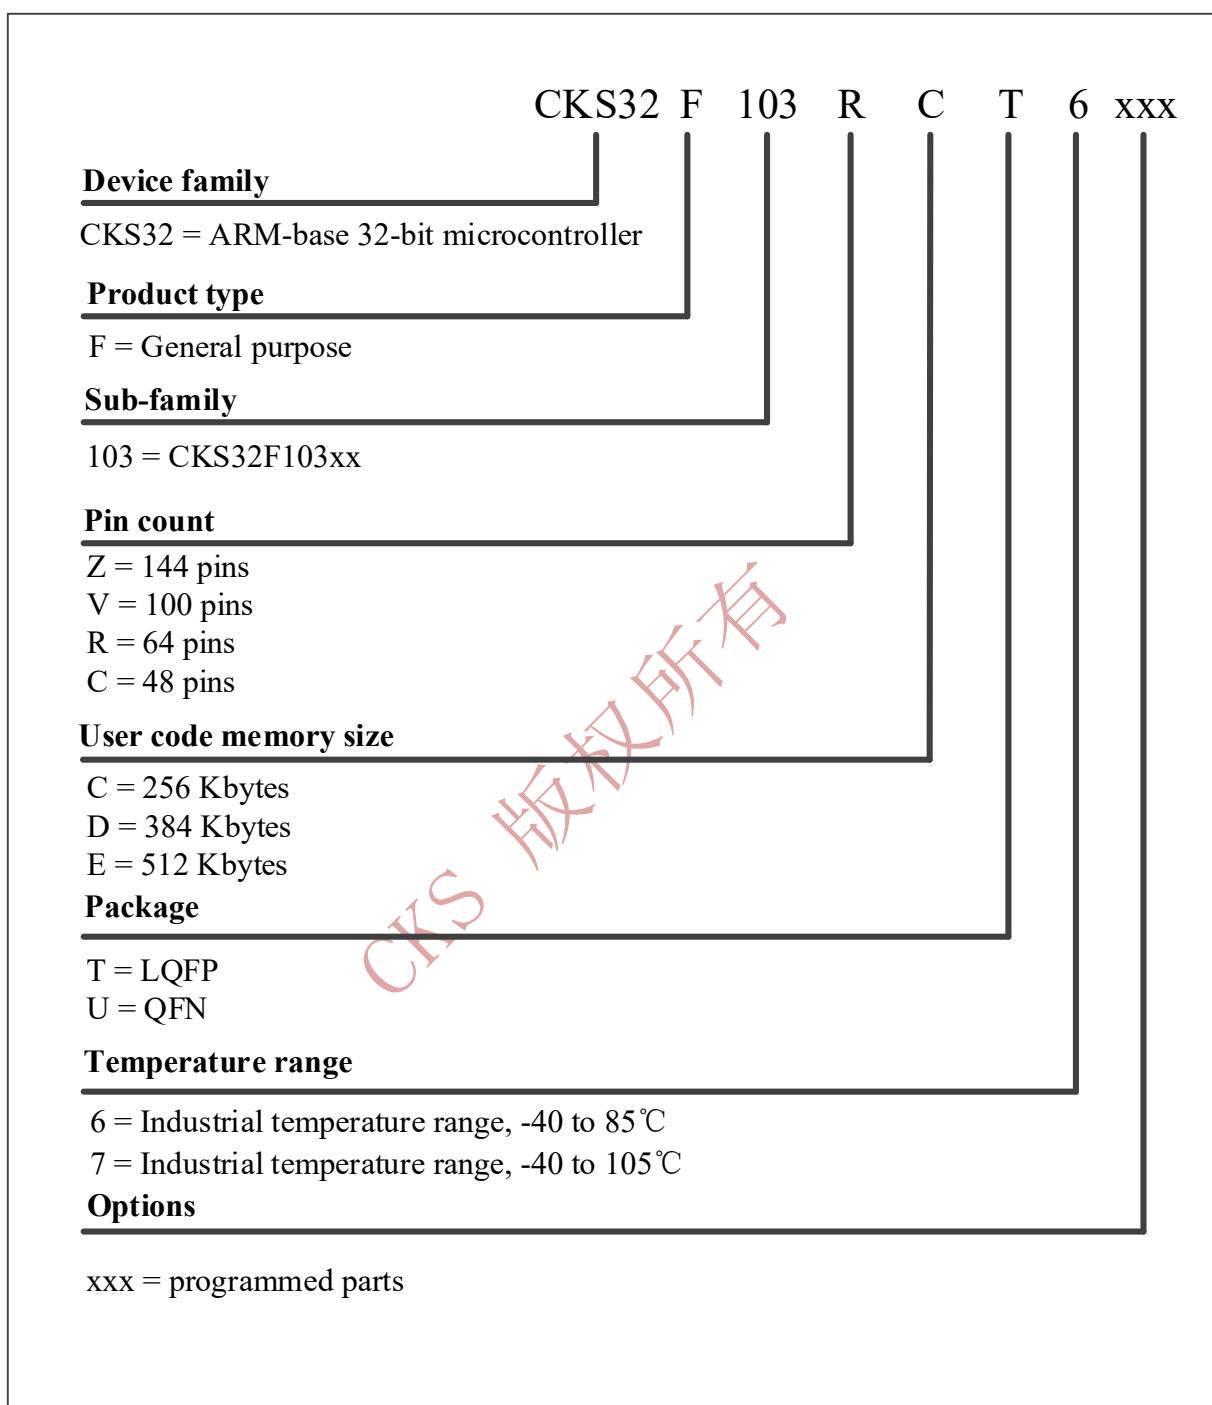 CKS32 F 103 R C T 6 xxx
Device family
CKS32 = ARM-base 32-bit microcontroller
Product type
F = General purpose
Sub-family
103 = CKS32F103xx
Pin count
Z = 144 pins
V = 100 pins
R = 64 pins
C = 48 pins
User code memory size
C = 256 Kbytes
D = 384 Kbytes
E = 512 Kbytes
Package
T = LQFP
U = QFN
Temperature range
6 = Industrial temperature range, -40 to 85℃
7 = Industrial temperature range, -40 to 105℃
Options
xxx = programmed parts
CKS 版权所有